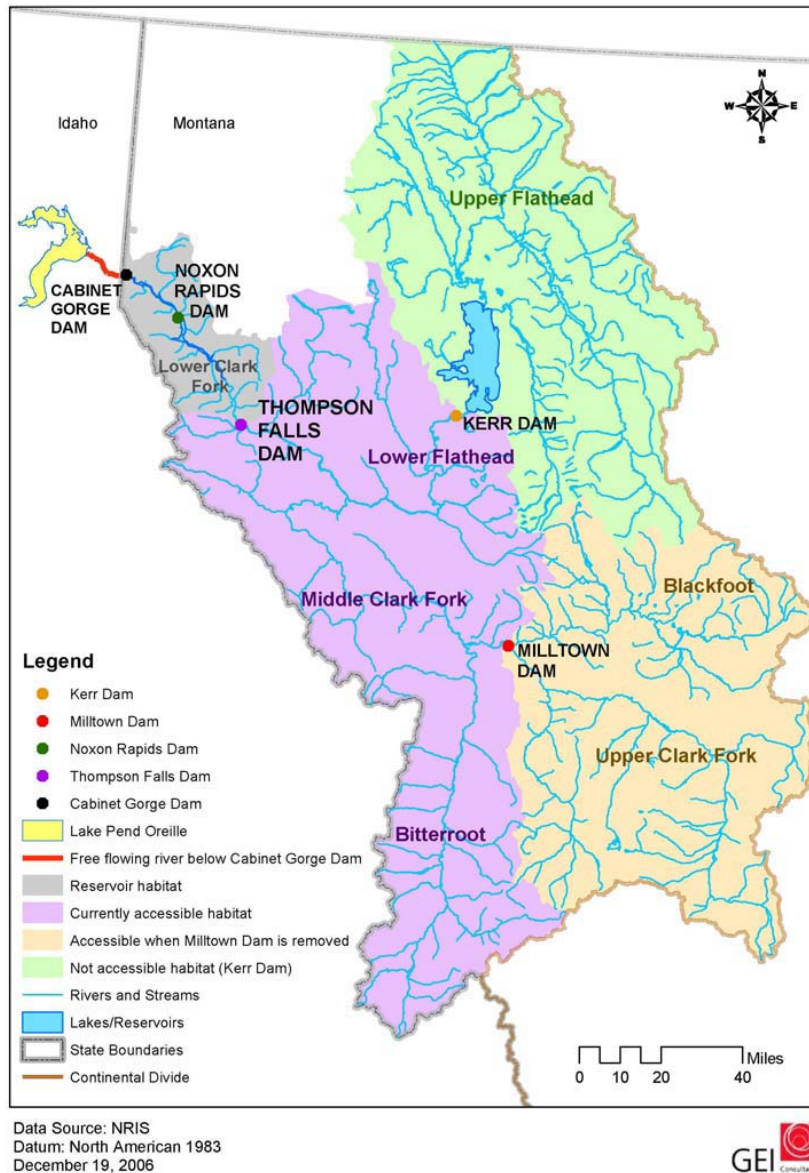 N
W
E
S
Idaho
Montana
Upper Flathead
CABINET
GORGE
DAM
NOXON
RAPIDS
DAM
Lower Clark
Fork
THOMPSON
FALLS
DAM
KERR DAM
Lower Flathead
Middle Clark Fork
Blackfoot
MILLTOWN
DAM
Upper Clark Fork
Bitterroot
Legend
Kerr Dam
Milltown Dam
Noxon Rapids Dam
Thompson Falls Dam
Cabinet Gorge Dam
Lake Pend Oreille
Free flowing river below Cabinet Gorge Dam
Reservoir habitat
Currently accessible habitat
Accessible when Milltown Dam is removed
Not accessible habitat (Kerr Dam)
Rivers and Streams
Lakes/Reservoirs
State Boundaries
Continental Divide
Miles
0 10 20 40
Data Source: NRIS
Datum: North American 1983
December 19, 2006
GEI